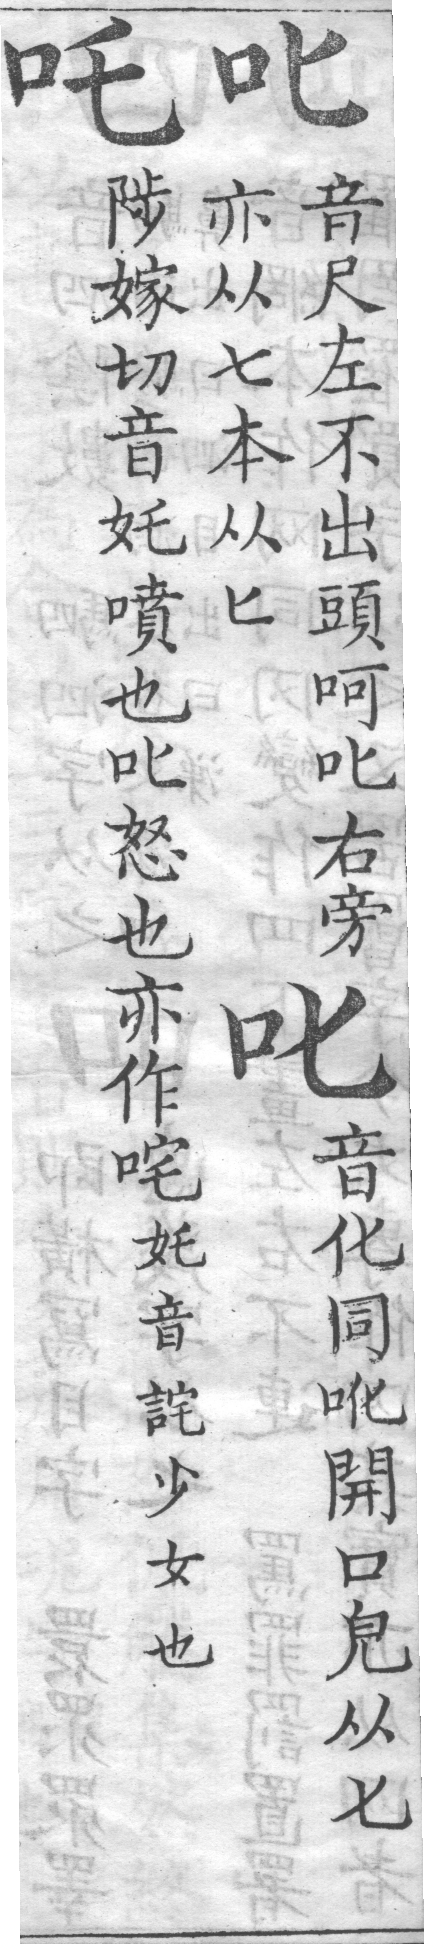 叱
音尺左不出頭呵叱右旁
亦从七本从匕
𠮟
音化同吪開口皃从𠤎
吒
陟嫁切音奼噴也叱怒也亦作咤奼音詫少女也